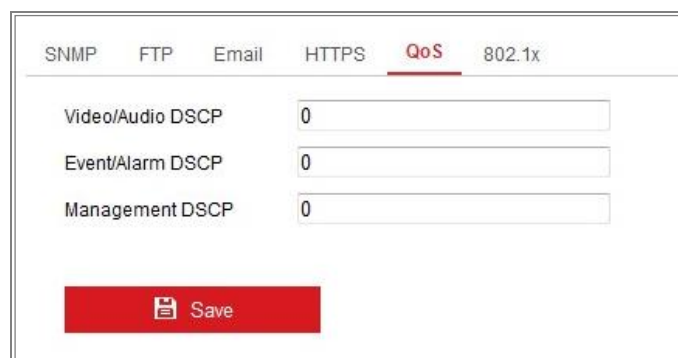 SNMP FTP Email HTTPS QoS 802.1x
Video/Audio DSCP 0
Event/Alarm DSCP 0
Management DSCP 0
Save